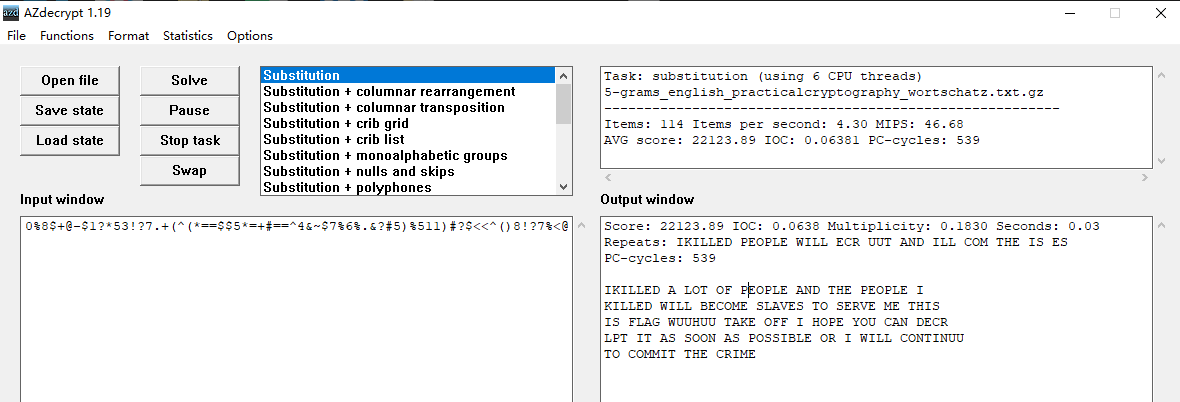 azd AZdecrypt 1.19
File Functions Format Statistics Options
Open file
Save state
Load state
Solve
Pause
Stop task
Swap
Substitution
Substitution + columnar rearrangement
Substitution + columnar transposition
Substitution + crib grid
Substitution + crib list
Substitution + monoalphabetic groups
Substitution + nulls and skips
Substitution + polyphones
Task: substitution (using 6 CPU threads)
5-grams_english_practicalcryptography_wortschatz.txt.gz
----------------------------------------------------------
Items: 114 Items per second: 4.30 MIPS: 46.68
AVG score: 22123.89 IOC: 0.06381 PC-cycles: 539
Input window
O%8$+@-$1?*53!?7.+(^(*==$$5*=+#==^4&~$7%6%.&?#5)%511)#?$<<^()8!?7%<@
Output window
Score: 22123.89 IOC: 0.0638 Multiplicity: 0.1830 Seconds: 0.03
Repeats: IKILLED PEOPLE WILL ECR UUT AND ILL COM THE IS ES
PC-cycles: 539
IKILLED A LOT OF PEOPLE AND THE PEOPLE I
KILLED WILL BECOME SLAVES TO SERVE ME THIS
IS FLAG WUUHUU TAKE OFF I HOPE YOU CAN DECR
LPT IT AS SOON AS POSSIBLE OR I WILL CONTINUU
TO COMMIT THE CRIME